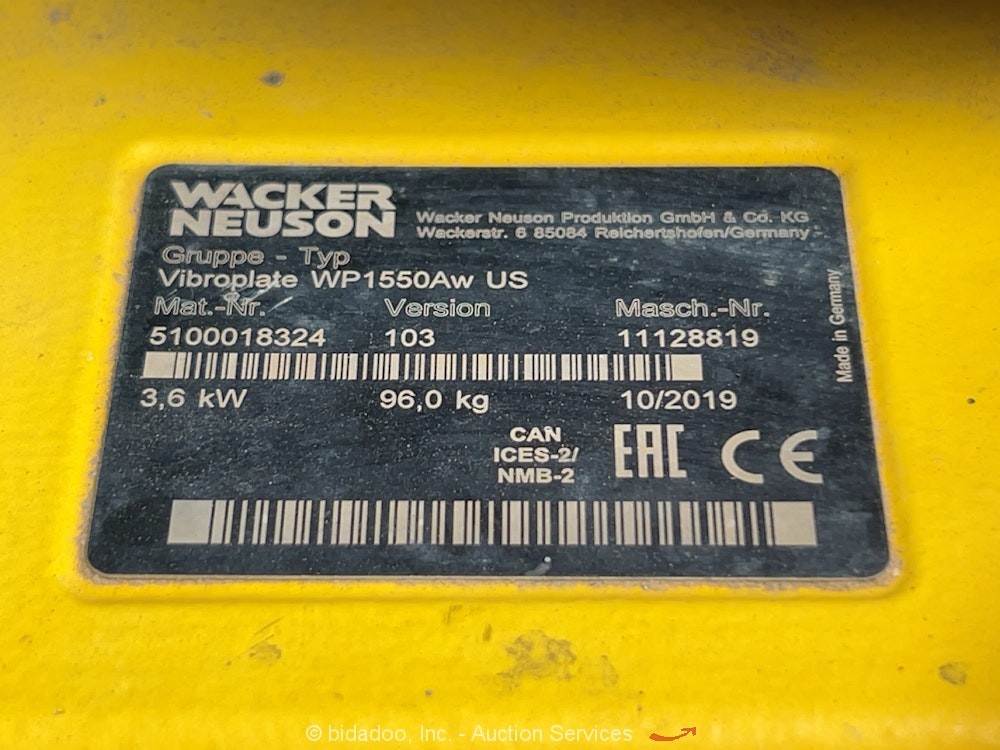 WACKER
NEUSON
Wacker Neuson Produktion GmbH & Co. KG
Wackerstr. 6 85084 Reichertshofen/Germany
Gruppe - Typ
Vibroplate WP1550Aw US
Mat.-Nr. Version Masch.-Nr.
5100018324 103 11128819
3,6 kW 96,0 kg 10/2019
Made in Germany
CAN
ICES-2/
NMB-2
EAC CE
© bidadoo, Inc. - Auction Services